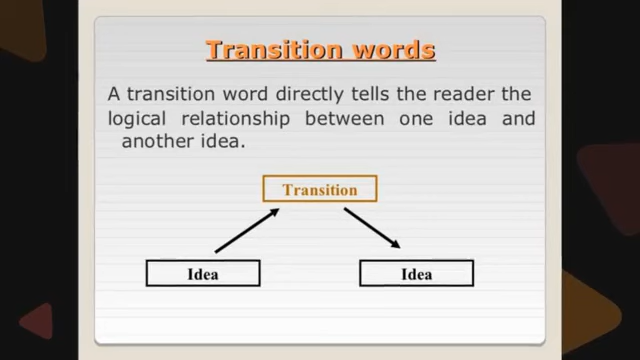 Transition words
A transition word directly tells the reader the
logical relationship between one idea and
another idea.
Transition
Idea
Idea